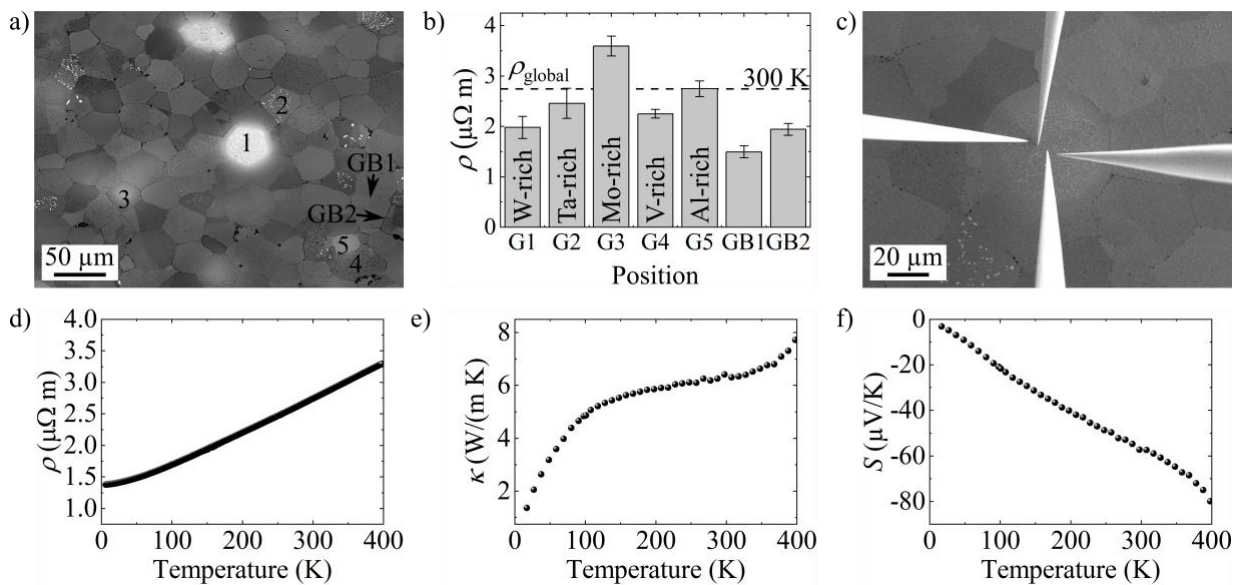 a)
1
2
3
GB1
GB2
5
4
50 µm
b)
ρ (µΩ m)
4
3
2
1
0
ρglobal
300 K
W-rich
Ta-rich
Mo-rich
V-rich
Al-rich
G1 G2 G3 G4 G5 GB1 GB2
Position
c)
20 µm
d)
ρ (µΩ m)
4.0
3.5
3.0
2.5
2.0
1.5
1.0
0 100 200 300 400
Temperature (K)
e)
κ (W/(m K)
8
6
4
2
0 100 200 300 400
Temperature (K)
f)
S (µV/K)
0
-20
-40
-60
-80
0 100 200 300 400
Temperature (K)